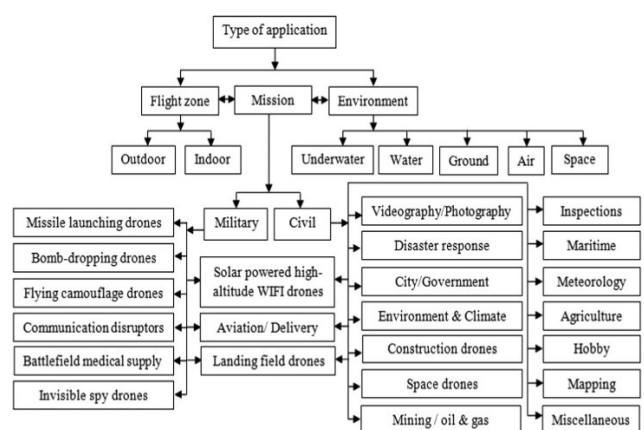 Type of application
Flight zone
Mission
Environment
Outdoor
Indoor
Underwater
Water
Ground
Air
Space
Military
Civil
Missile launching drones
Bomb-dropping drones
Flying camouflage drones
Communication disruptors
Battlefield medical supply
Invisible spy drones
Solar powered high-
altitude WIFI drones
Aviation/ Delivery
Landing field drones
Videography/Photography
Disaster response
City/Government
Environment & Climate
Construction drones
Space drones
Mining / oil & gas
Inspections
Maritime
Meteorology
Agriculture
Hobby
Mapping
Miscellaneous